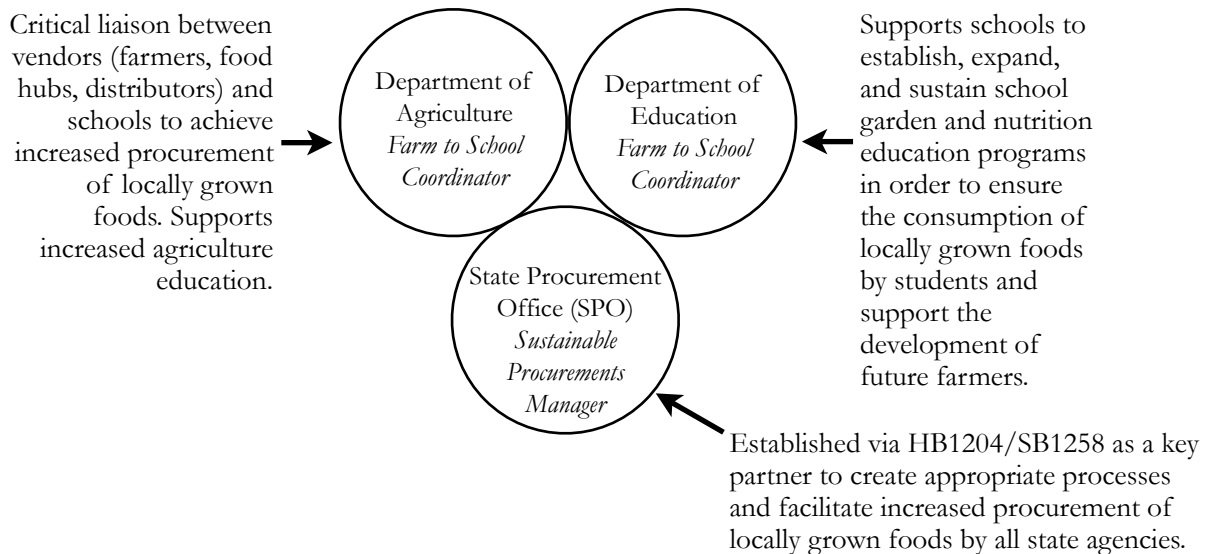 Critical liaison between
vendors (farmers, food
hubs, distributors) and
schools to achieve
increased procurement
of locally grown
foods. Supports
increased agriculture
education.
Department of
Agriculture
Farm to School
Coordinator
Department of
Education
Farm to School
Coordinator
Supports schools to
establish, expand,
and sustain school
garden and nutrition
education programs
in order to ensure
the consumption of
locally grown foods
by students and
support the
development of
future farmers.
State Procurement
Office (SPO)
Sustainable
Procurements
Manager
Established via HB1204/SB1258 as a key
partner to create appropriate processes
and facilitate increased procurement of
locally grown foods by all state agencies.